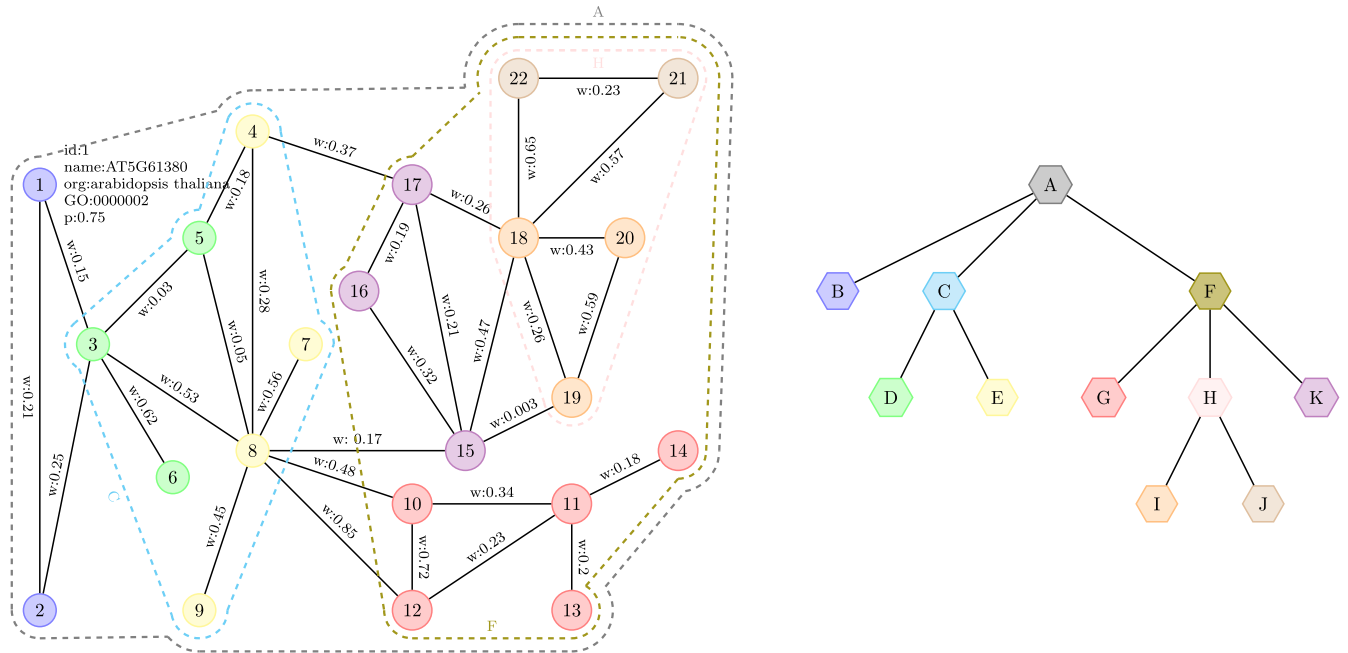 A
H
22
21
w:0.23
4
w:0.37
w:0.65
w:0.57
id:1
name:AT5G61380
org:arabidopsis thaliana
GO:0000002
p:0.75
1
w:0.18
17
w:0.26
5
w:0.19
18
20
w:0.43
w:0.15
w:0.03
w:0.28
16
w:0.21
w:0.47
w:0.26
w:0.59
3
w:0.05
7
w:0.32
w:0.21
w:0.53
w:0.62
w:0.56
19
w:0.003
w:0.25
8
w: 0.17
15
14
6
w:0.48
w:0.18
C
10
w:0.34
11
w:0.45
w:0.85
w:0.72
w:0.23
w:0.2
2
9
12
13
F
A
B
C
F
D
E
G
H
K
I
J